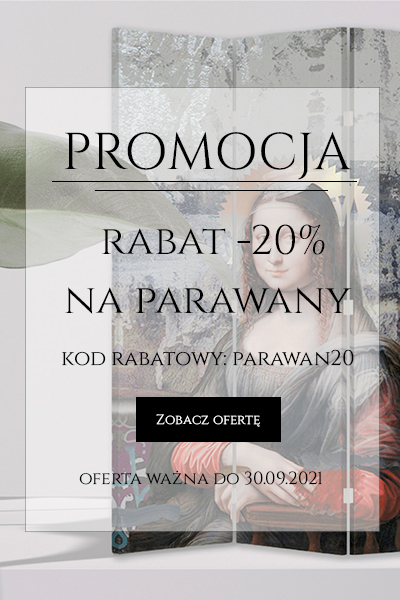 PROMOCJA
RABAT -20%
NA PARAWANY
KOD RABATOWY: PARAWAN20
Zobacz ofertę
OFERTA WAŻNA DO 30.09.2021